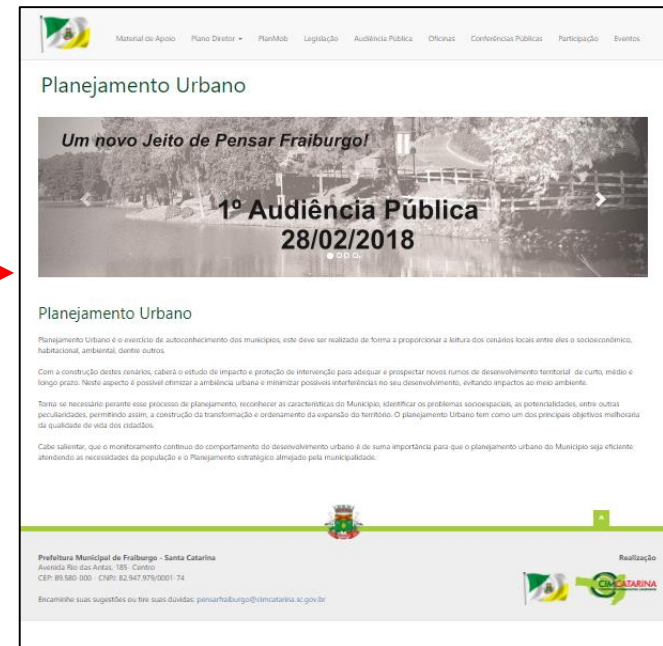 Material de Apoio Plano Diretor PlanMob Legislação Audiência Pública Oficinas Conferências Públicas Participação Eventos
Planejamento Urbano
Um novo Jeito de Pensar Fraiburgo!
1º Audiência Pública
28/02/2018
Planejamento Urbano
Planejamento Urbano é o exercício de autoconhecimento dos municípios, este deve ser realizado de forma a proporcionar a leitura dos cenários locais entre eles o socioeconômico,
habitacional, ambiental, dentre outros.
Com a construção destes cenários, caberá o estudo de impacto e proteção de intervenção para adequar e prospectar novos rumos de desenvolvimento territorial de curto, médio e
longo prazo. Neste aspecto é possível otimizar a ambiência urbana e minimizar possíveis interferências no seu desenvolvimento, evitando impactos ao meio ambiente.
Torna se necessário perante esse processo de planejamento, reconhecer as características do Município, identificar os problemas socioespaciais, as potencialidades, entre outras
peculiaridades, permitindo assim, a construção da transformação e ordenamento da expansão do território. O planejamento Urbano tem como um dos principais objetivos melhoraria
da qualidade de vida dos cidadãos.
Cabe salientar, que o monitoramento contínuo do comportamento do desenvolvimento urbano é de suma importância para que o planejamento urbano do Município seja eficiente
atendendo as necessidades da população e o Planejamento estratégico almejado pela municipalidade.
Prefeitura Municipal de Fraiburgo - Santa Catarina
Avenida Rio das Antas, 185- Centro
CEP: 89.580-000 CNPJ: 82.947.979/0001-74
Encaminhe suas sugestões ou tire suas dúvidas: pensarfraiburgo@cimcatarina.sc.gov.br
Realização
CIMCATARINA